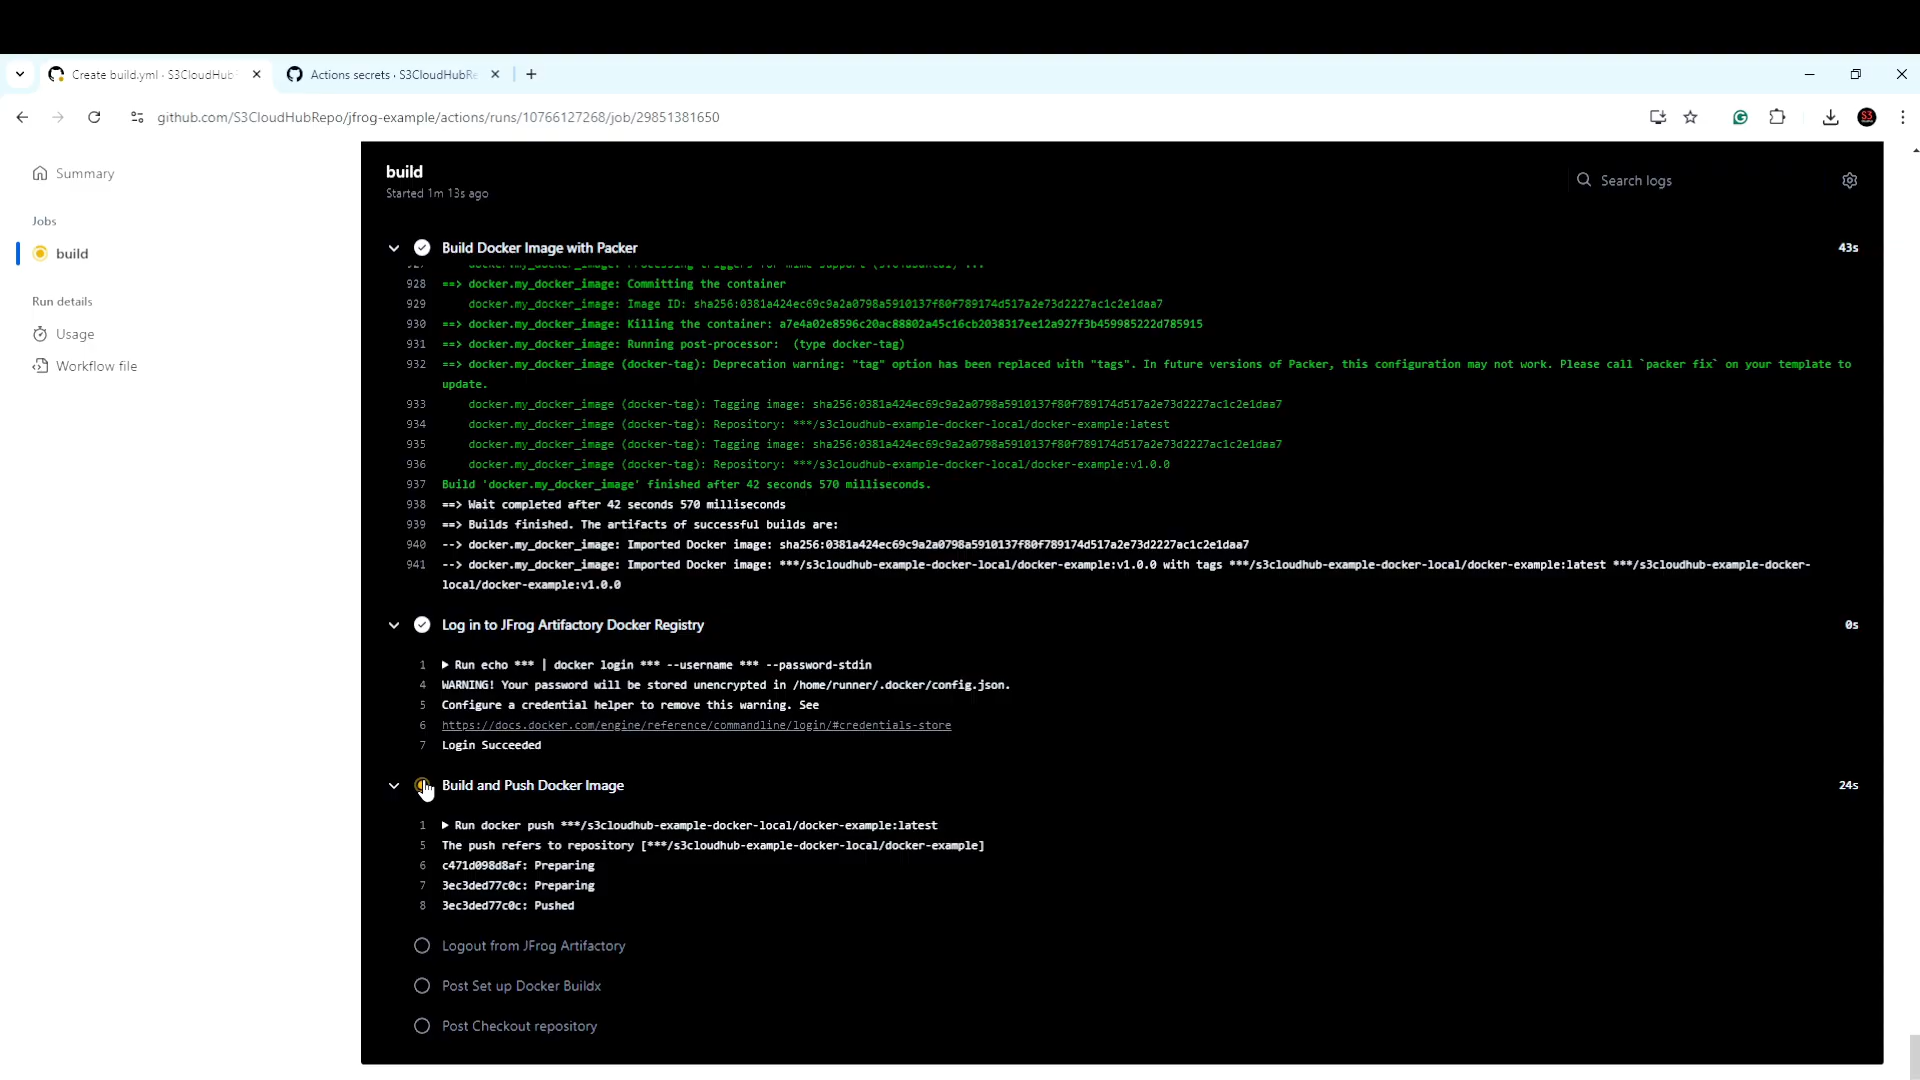 Create build.yml · S3CloudHub
Actions secrets · S3CloudHubRe
github.com/S3CloudHubRepo/jfrog-example/actions/runs/10766127268/job/29851381650
S3
Summary
Jobs
build
Run details
Usage
Workflow file
build
Started 1m 13s ago
Search logs
Build Docker Image with Packer
43s
928 ==> docker.my_docker_image: Committing the container
929 docker.my_docker_image: Image ID: sha256:0381a424ec69c9a2a0798a5910137f80f789174d517a2e73d2227ac1c2e1daa7
930 ==> docker.my_docker_image: Killing the container: a7e4a02e8596c20ac88802a45c16cb2038317ee12a927f3b459985222d785915
931 ==> docker.my_docker_image: Running post-processor: (type docker-tag)
932 ==> docker.my_docker_image (docker-tag): Deprecation warning: "tag" option has been replaced with "tags". In future versions of Packer, this configuration may not work. Please call `packer fix` on your template to
update.
933 docker.my_docker_image (docker-tag): Tagging image: sha256:0381a424ec69c9a2a0798a5910137f80f789174d517a2e73d2227ac1c2e1daa7
934 docker.my_docker_image (docker-tag): Repository: ***/s3cloudhub-example-docker-local/docker-example:latest
935 docker.my_docker_image (docker-tag): Tagging image: sha256:0381a424ec69c9a2a0798a5910137f80f789174d517a2e73d2227ac1c2e1daa7
936 docker.my_docker_image (docker-tag): Repository: ***/s3cloudhub-example-docker-local/docker-example:v1.0.0
937 Build 'docker.my_docker_image' finished after 42 seconds 570 milliseconds.
938 ==> Wait completed after 42 seconds 570 milliseconds
939 ==> Builds finished. The artifacts of successful builds are:
940 --> docker.my_docker_image: Imported Docker image: sha256:0381a424ec69c9a2a0798a5910137f80f789174d517a2e73d2227ac1c2e1daa7
941 --> docker.my_docker_image: Imported Docker image: ***/s3cloudhub-example-docker-local/docker-example:v1.0.0 with tags ***/s3cloudhub-example-docker-local/docker-example:latest ***/s3cloudhub-example-docker-
local/docker-example:v1.0.0
Log in to JFrog Artifactory Docker Registry
0s
1 Run echo *** | docker login *** --username *** --password-stdin
4 WARNING! Your password will be stored unencrypted in /home/runner/.docker/config.json.
5 Configure a credential helper to remove this warning. See
6 https://docs.docker.com/engine/reference/commandline/login/#credentials-store
7 Login Succeeded
Build and Push Docker Image
24s
1 Run docker push ***/s3cloudhub-example-docker-local/docker-example:latest
5 The push refers to repository [***/s3cloudhub-example-docker-local/docker-example]
6 c471d098d8af: Preparing
7 3ec3ded77c0c: Preparing
8 3ec3ded77c0c: Pushed
Logout from JFrog Artifactory
Post Set up Docker Buildx
Post Checkout repository